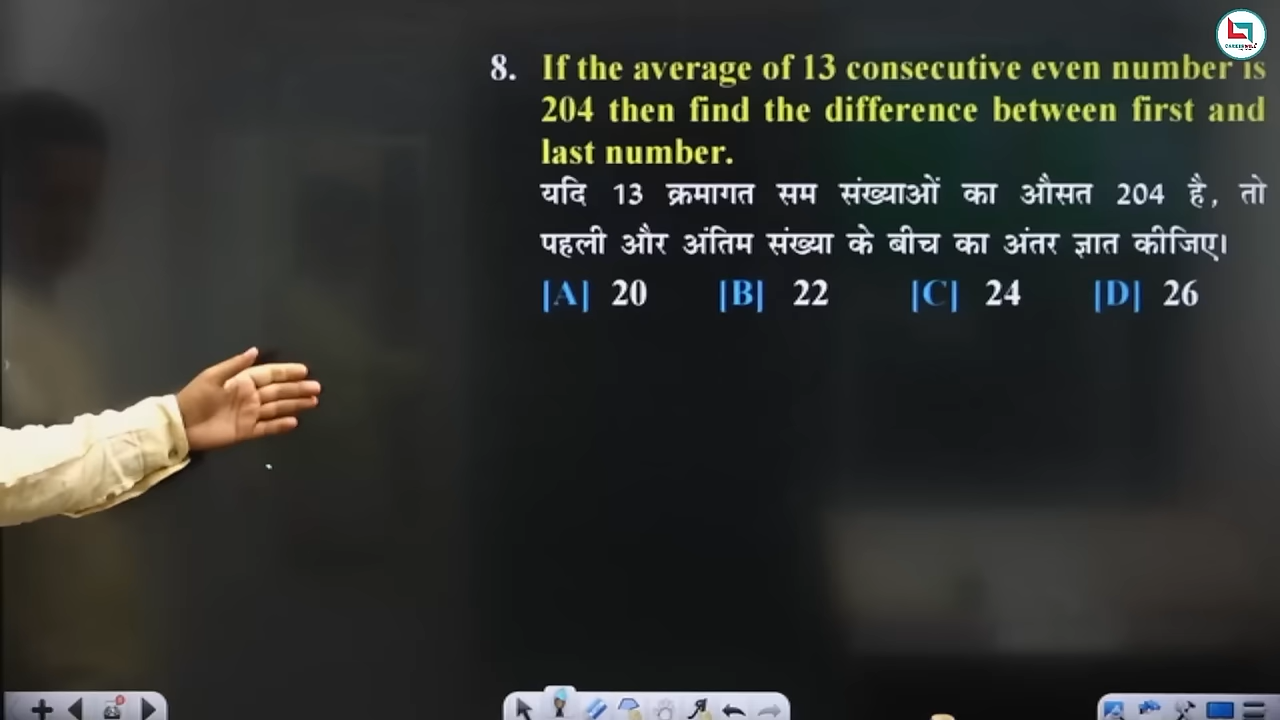 8. If the average of 13 consecutive even number is
204 then find the difference between first and
last number.
यदि 13 क्रमागत सम संख्याओं का औसत 204 है, तो
पहली और अंतिम संख्या के बीच का अंतर ज्ञात कीजिए।
[A] 20 [B] 22 [C] 24 [D] 26